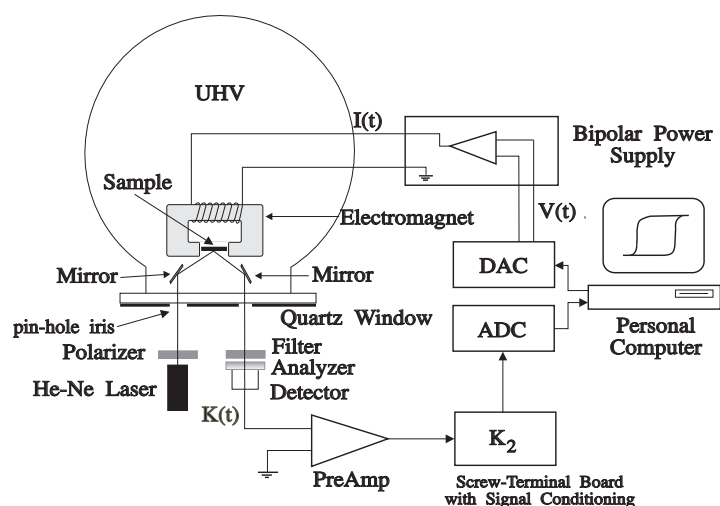 UHV
I(t)
Bipolar Power
Supply
Sample
Electromagnet
V(t)
Mirror
Mirror
DAC
pin-hole iris
Quartz Window
ADC
Personal
Computer
Polarizer
Filter
Analyzer
He-Ne Laser
Detector
K(t)
K2
PreAmp
Screw-Terminal Board
with Signal Conditioning